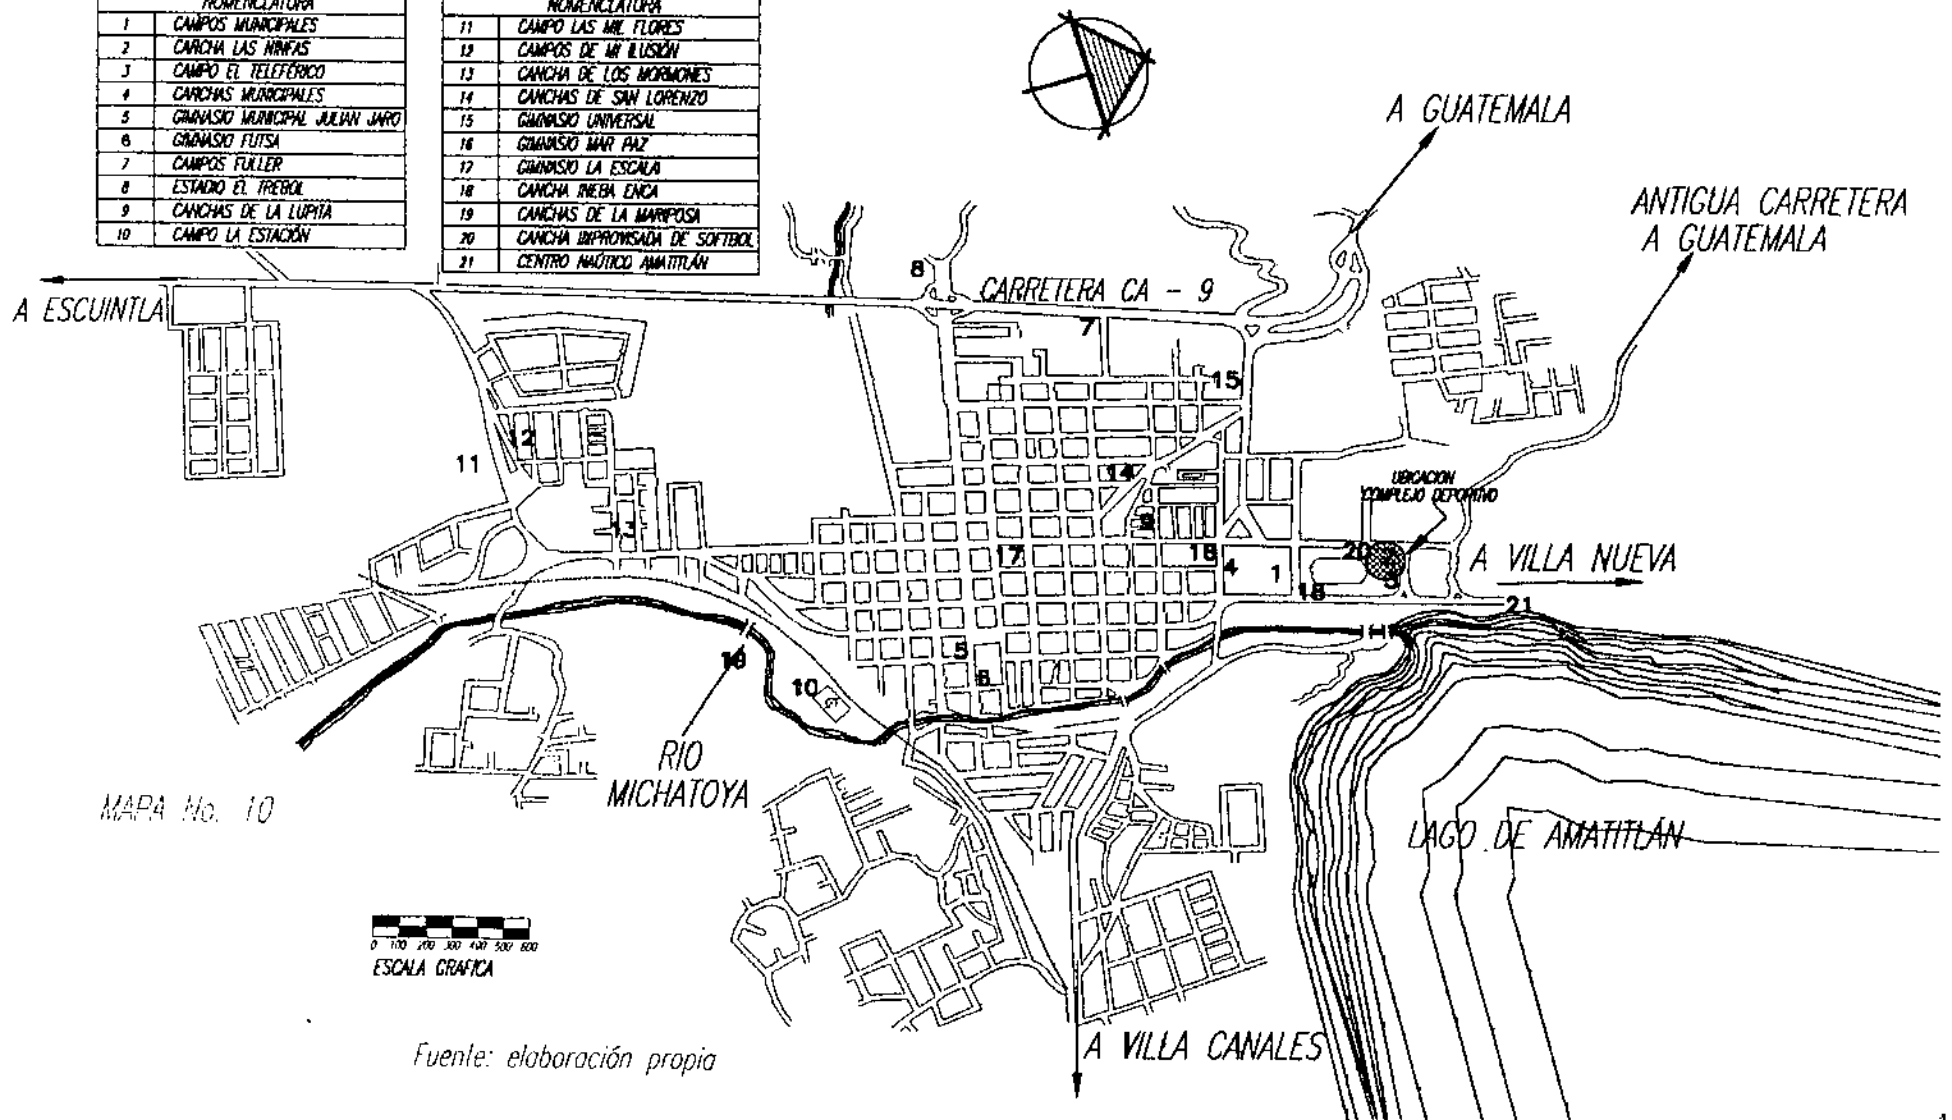 NOMENCLATURA
1 CAMPOS MUNICIPALES
2 CARCHA LAS NINFAS
3 CAMPO EL TELEFÉRICO
4 CARCHAS MUNICIPALES
5 GIMNASIO MUNICIPAL JULIAN JARO
6 GIMNASIO FUTSA
7 CAMPOS FULLER
8 ESTADIO EL TREBOL
9 CANCHAS DE LA LUPITA
10 CAMPO LA ESTACIÓN
NOMENCLATURA
11 CAMPO LAS MIL FLORES
12 CAMPOS DE MI ILUSIÓN
13 CANCHA DE LOS MORMONES
14 CANCHAS DE SAN LORENZO
15 GIMNASIO UNIVERSAL
16 GIMNASIO MAR PAZ
17 GIMNASIO LA ESCALA
18 CANCHA INEBA ENCA
19 CANCHAS DE LA MARIPOSA
20 CANCHA IMPROVISADA DE SOFTBOL
21 CENTRO NAÚTICO AMATITLÁN
A GUATEMALA
ANTIGUA CARRETERA
A GUATEMALA
A ESCUINTLA
8
CARRETERA CA - 9
7
15
12
11
14
UBICACION
COMPLEJO DEPORTIVO
9
13
17
16
4
1
20
3
18
A VILLA NUEVA
21
5
6
19
10
RIO
MICHATOYA
MAPA No. 10
LAGO DE AMATITLÁN
0 100 200 300 400 500 600
ESCALA GRAFICA
Fuente: elaboración propia
A VILLA CANALES